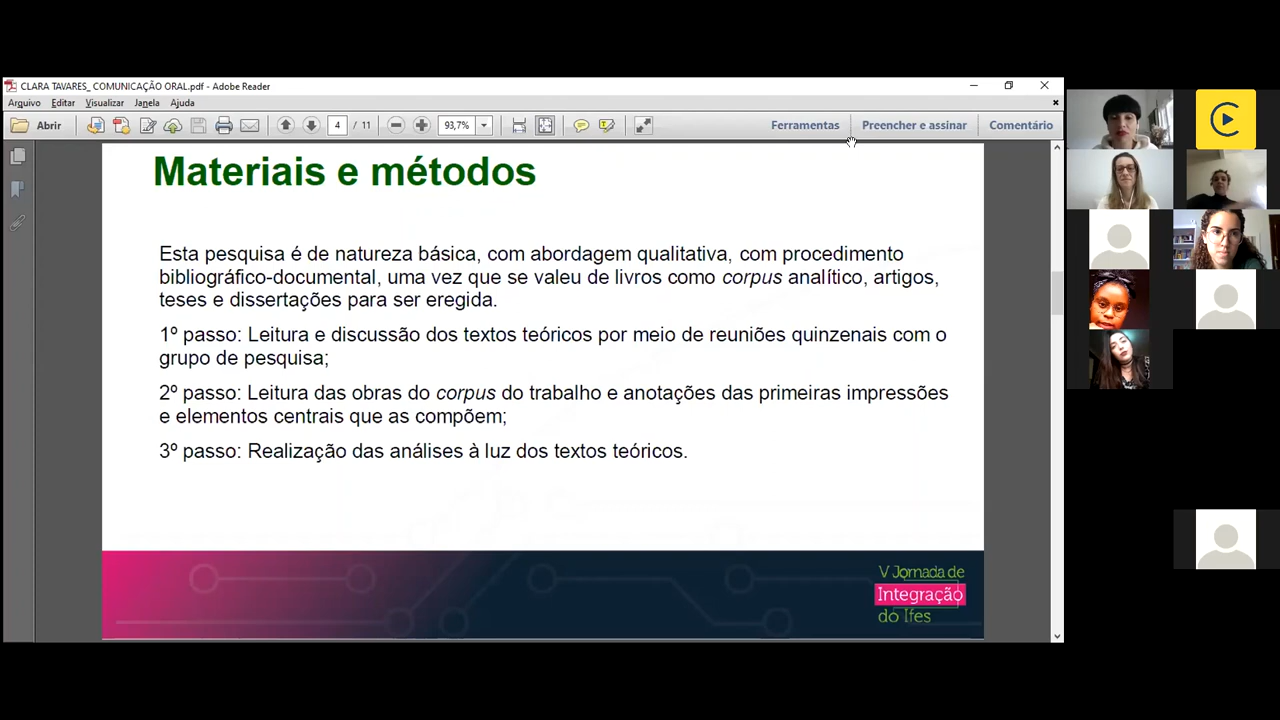 CLARA TAVARES_ COMUNICAÇÃO ORAL.pdf - Adobe Reader
Arquivo Editar Visualizar Janela Ajuda
Abrir 4 / 11 93,7% Ferramentas Preencher e assinar Comentário
Materiais e métodos
Esta pesquisa é de natureza básica, com abordagem qualitativa, com procedimento
bibliográfico-documental, uma vez que se valeu de livros como corpus analítico, artigos,
teses e dissertações para ser eregida.
1º passo: Leitura e discussão dos textos teóricos por meio de reuniões quinzenais com o
grupo de pesquisa;
2º passo: Leitura das obras do corpus do trabalho e anotações das primeiras impressões
e elementos centrais que as compõem;
3º passo: Realização das análises à luz dos textos teóricos.
V Jornada de
Integração
do Ifes